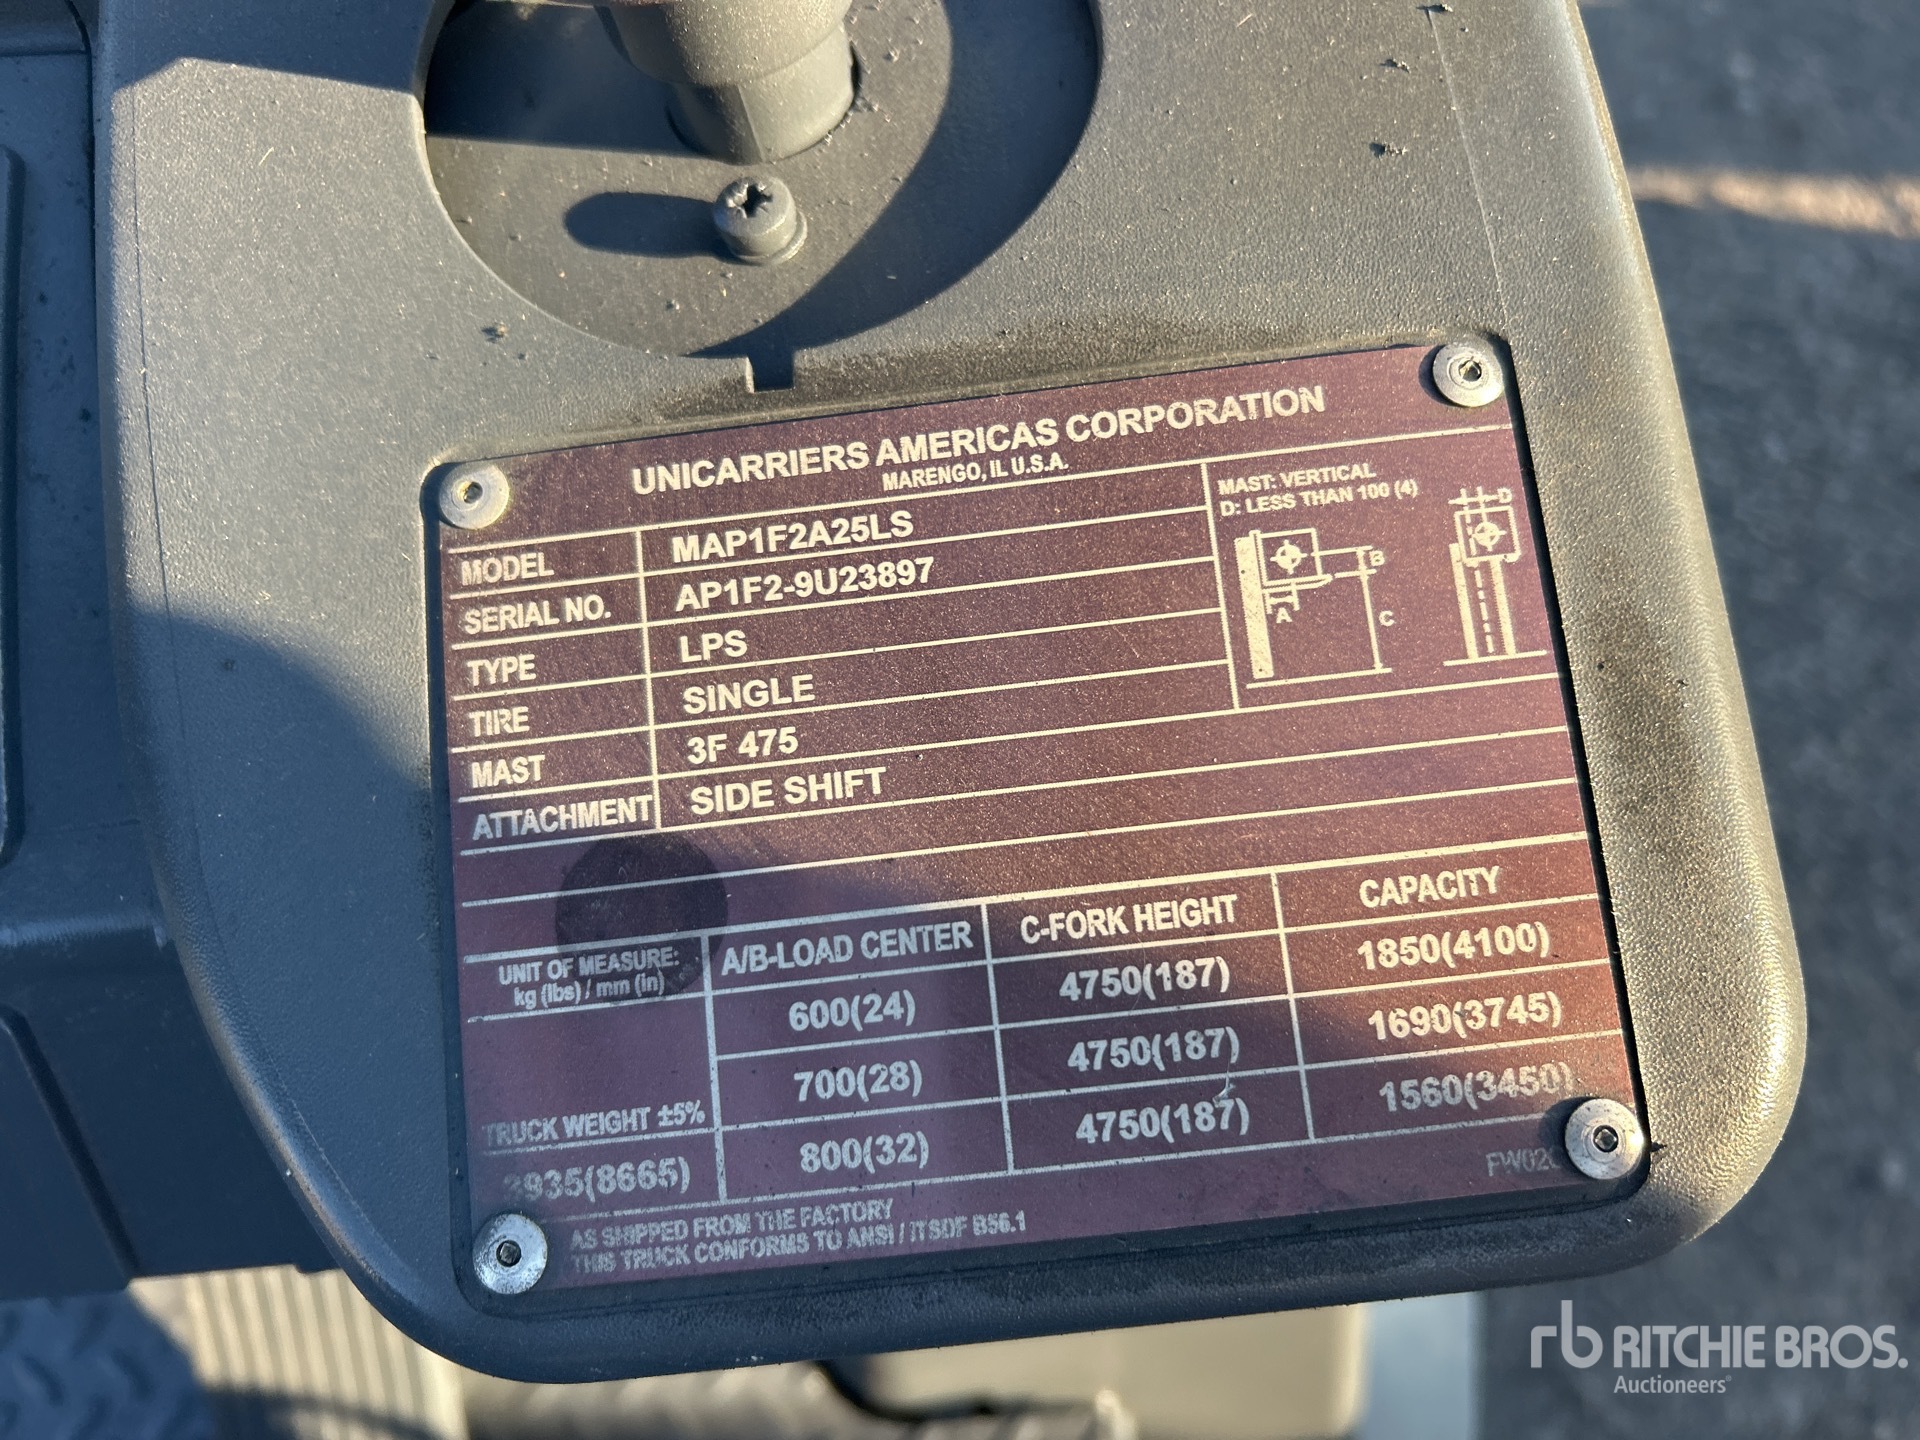 UNICARRIERS AMERICAS CORPORATION
MARENGO, IL U.S.A.
MODEL MAP1F2A25LS
SERIAL NO. AP1F2-9U23897
TYPE LPS
TIRE SINGLE
MAST 3F 475
ATTACHMENT SIDE SHIFT
MAST: VERTICAL
D: LESS THAN 100 (4)
D
B
A
C
UNIT OF MEASURE:
kg (lbs) / mm (in)
A/B-LOAD CENTER C-FORK HEIGHT CAPACITY
600(24) 4750(187) 1850(4100)
700(28) 4750(187) 1690(3745)
800(32) 4750(187) 1560(3450)
TRUCK WEIGHT ±5%
3935(8665)
AS SHIPPED FROM THE FACTORY
THIS TRUCK CONFORMS TO ANSI / ITSDF B56.1
rb RITCHIE BROS.
Auctioneers